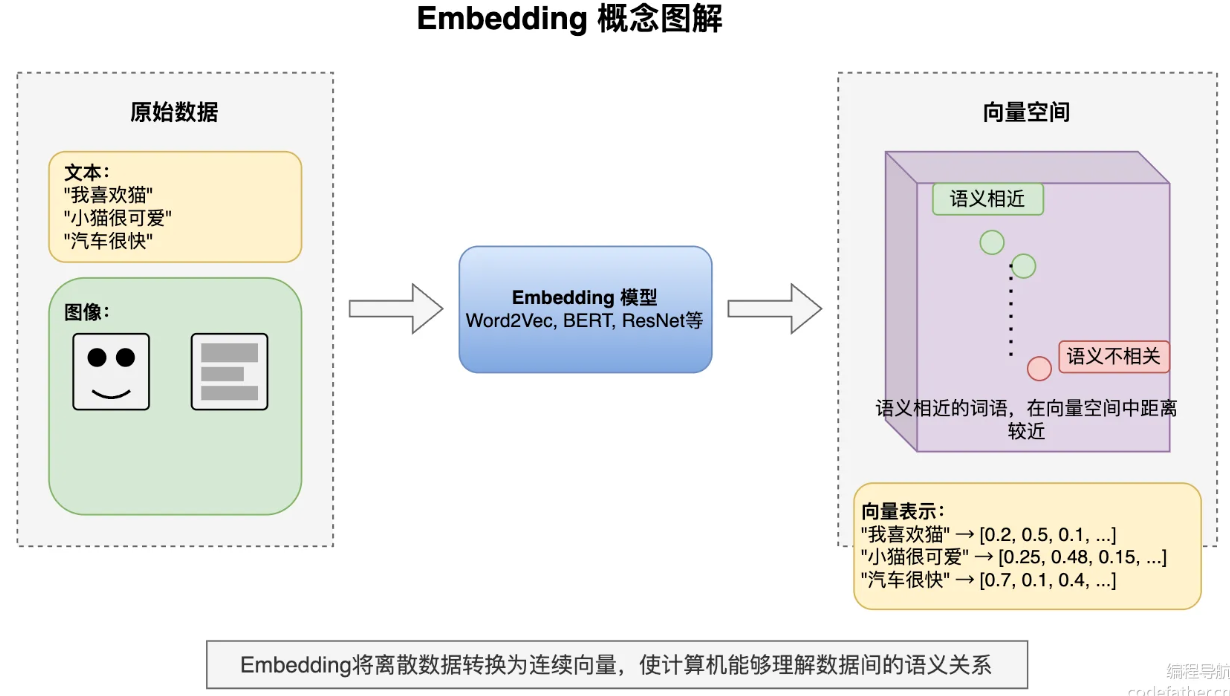 Embedding 概念图解
原始数据
文本：
"我喜欢猫"
"小猫很可爱"
"汽车很快"
图像：
Embedding 模型
Word2Vec, BERT, ResNet等
向量空间
语义相近
语义不相关
语义相近的词语，在向量空间中距离
较近
向量表示：
"我喜欢猫" → [0.2, 0.5, 0.1, ...]
"小猫很可爱" → [0.25, 0.48, 0.15, ...]
"汽车很快" → [0.7, 0.1, 0.4, ...]
Embedding将离散数据转换为连续向量，使计算机能够理解数据间的语义关系
编程导航